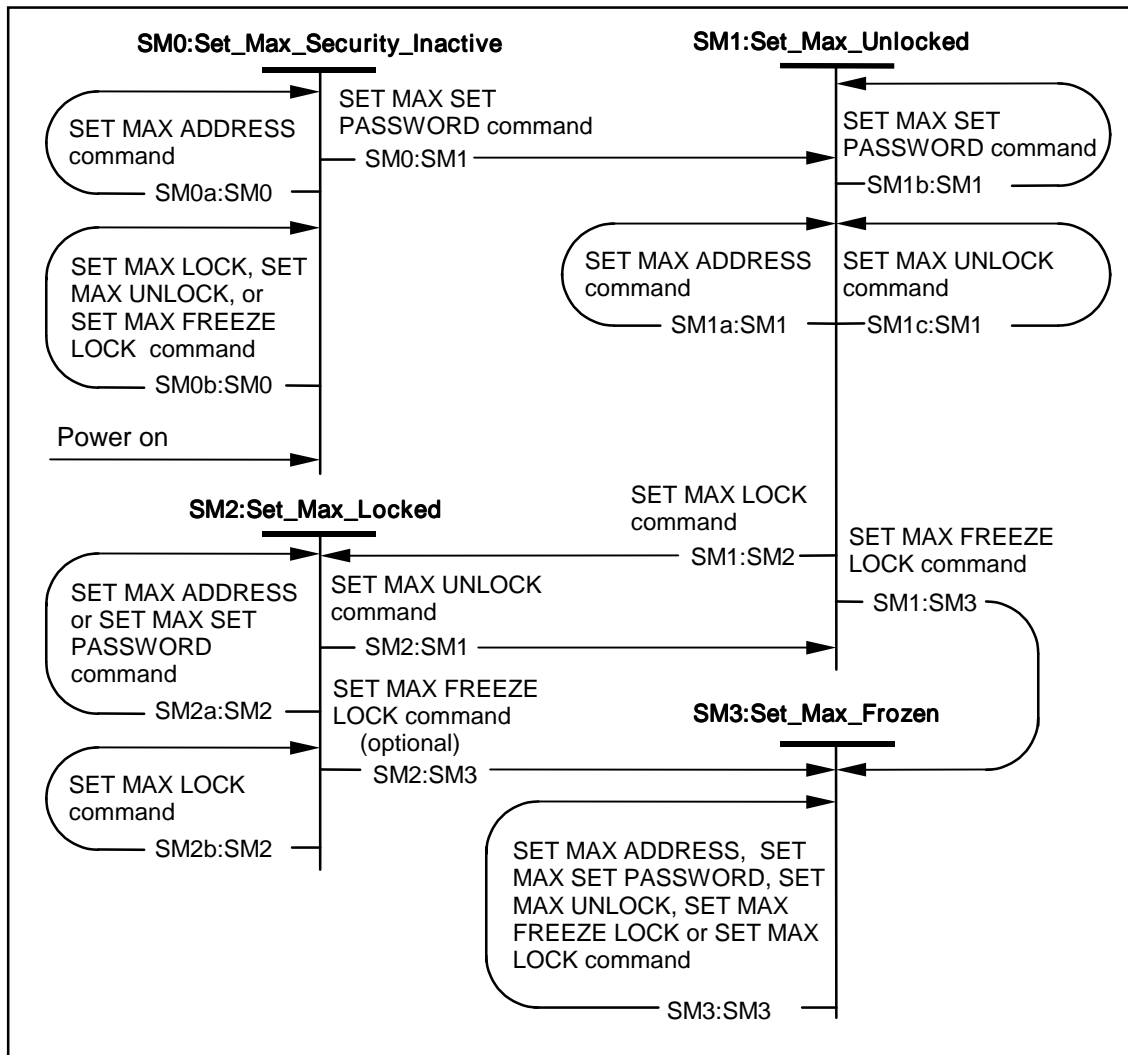 SM0:Set_Max_Security_Inactive
SET MAX ADDRESS
command
SM0a:SM0
SET MAX SET
PASSWORD command
SM0:SM1
SET MAX LOCK, SET
MAX UNLOCK, or
SET MAX FREEZE
LOCK command
SM0b:SM0
Power on
SM1:Set_Max_Unlocked
SET MAX SET
PASSWORD command
SM1b:SM1
SET MAX ADDRESS
command
SM1a:SM1
SET MAX UNLOCK
command
SM1c:SM1
SET MAX LOCK
command
SM1:SM2
SET MAX FREEZE
LOCK command
SM1:SM3
SM2:Set_Max_Locked
SET MAX ADDRESS
or SET MAX SET
PASSWORD
command
SM2a:SM2
SET MAX UNLOCK
command
SM2:SM1
SET MAX FREEZE
LOCK command
(optional)
SM2:SM3
SET MAX LOCK
command
SM2b:SM2
SM3:Set_Max_Frozen
SET MAX ADDRESS, SET
MAX SET PASSWORD, SET
MAX UNLOCK, SET MAX
FREEZE LOCK or SET MAX
LOCK command
SM3:SM3